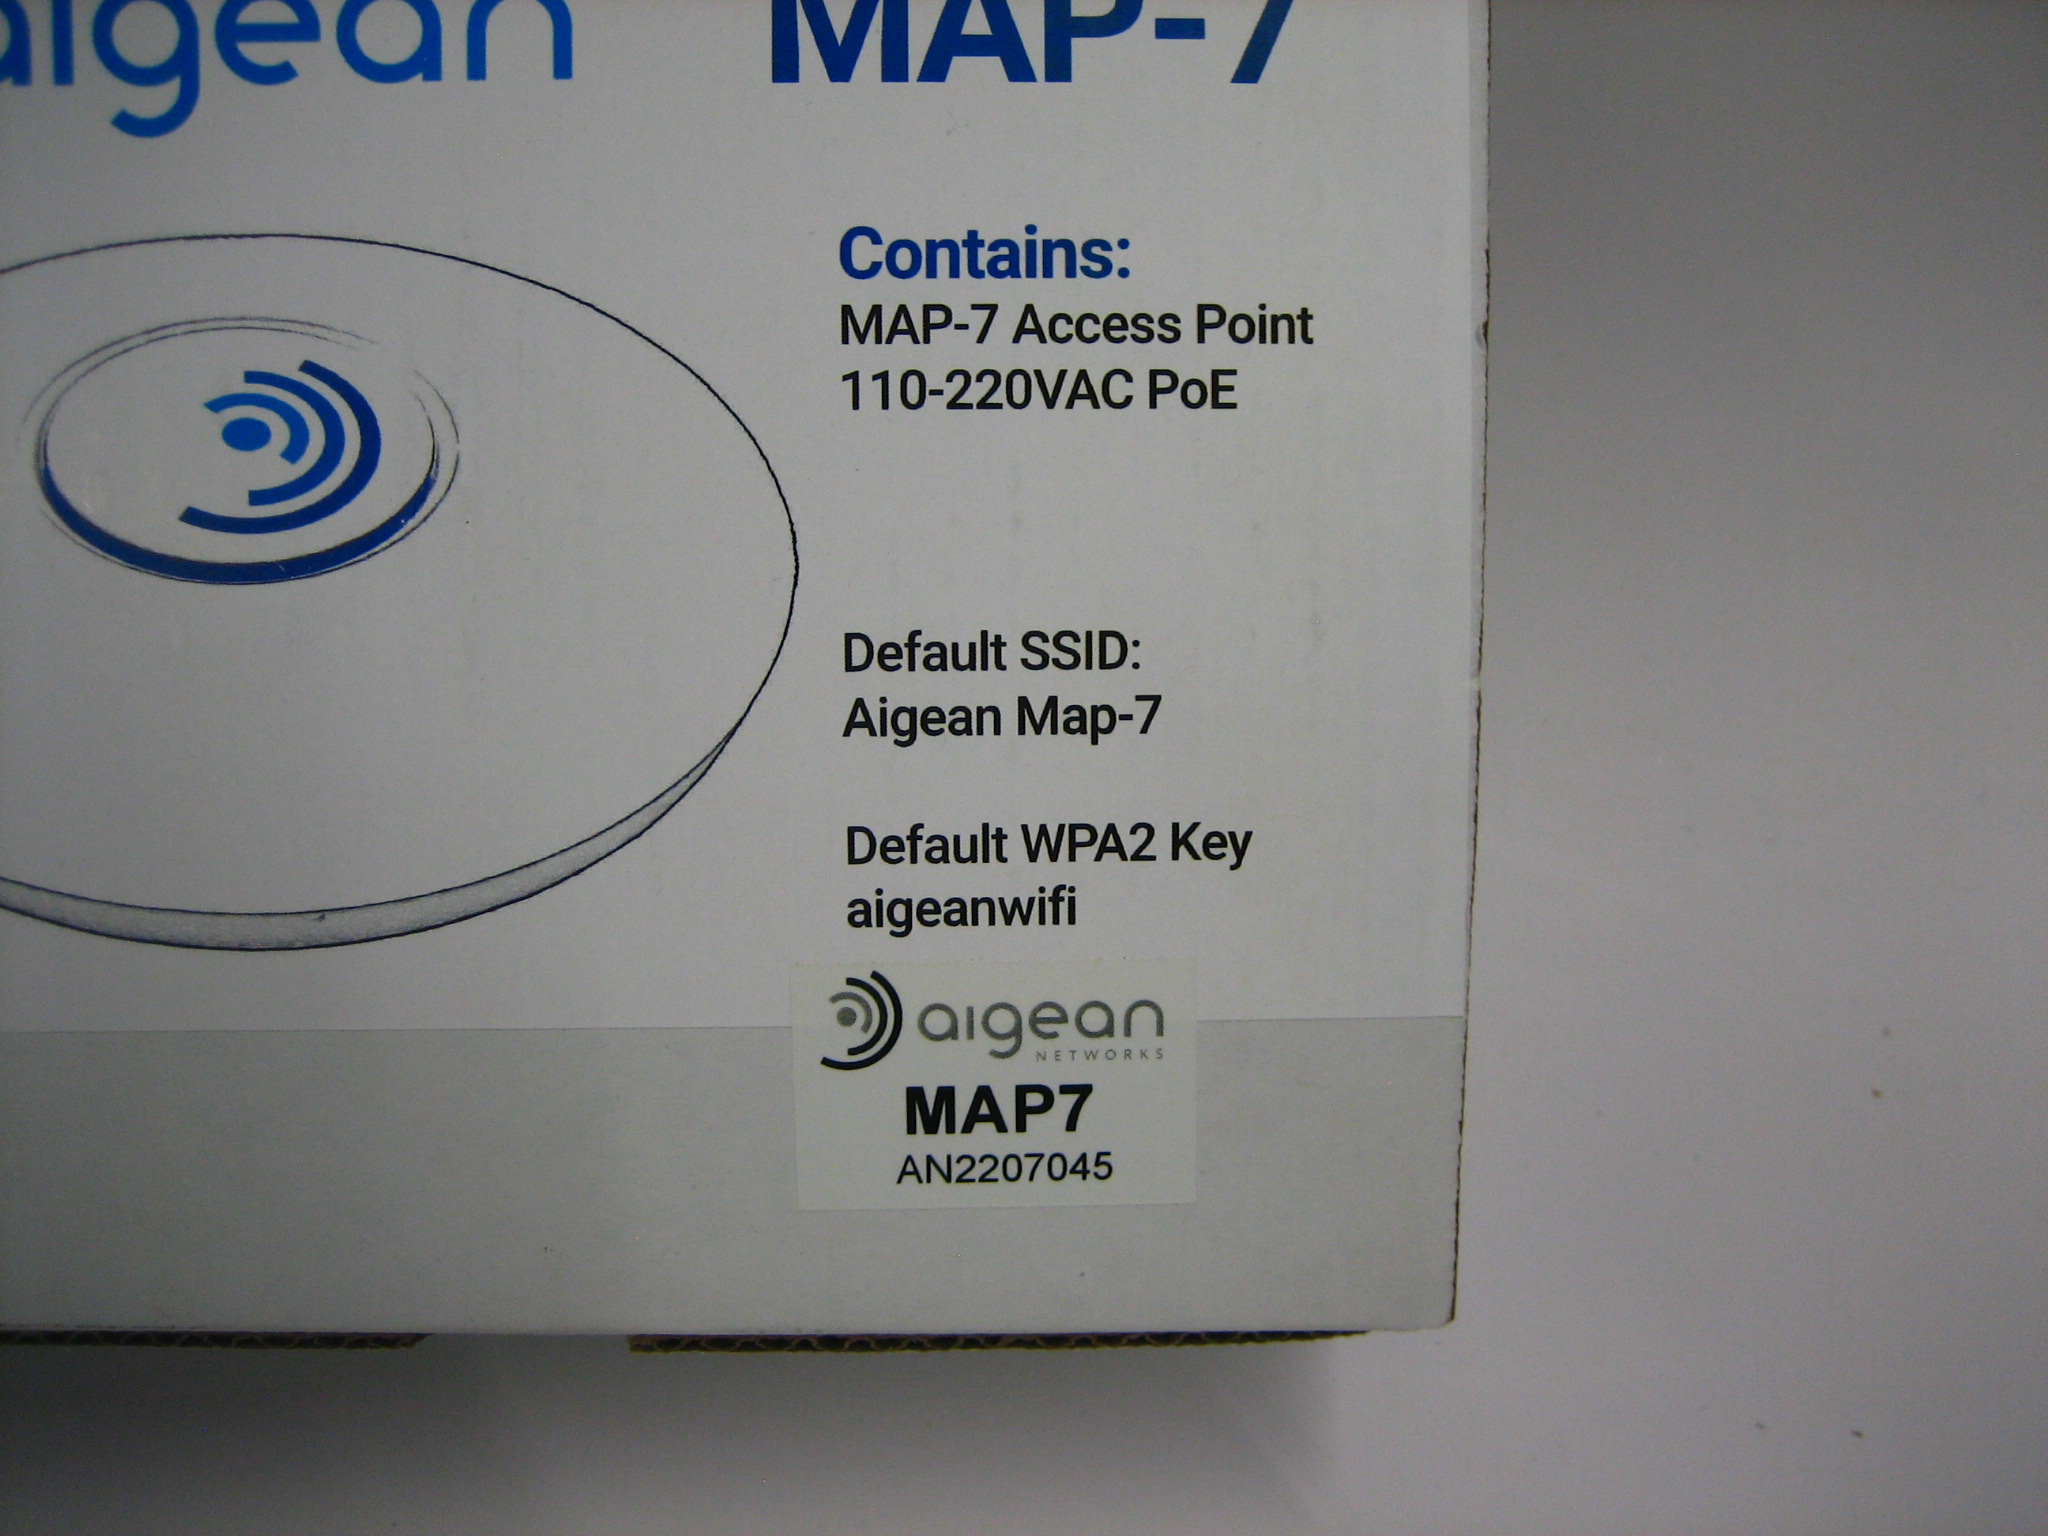 aigean MAP-7
Contains:
MAP-7 Access Point
110-220VAC PoE
Default SSID:
Aigean Map-7
Default WPA2 Key
aigeanwifi
aigean
NETWORKS
MAP7
AN2207045